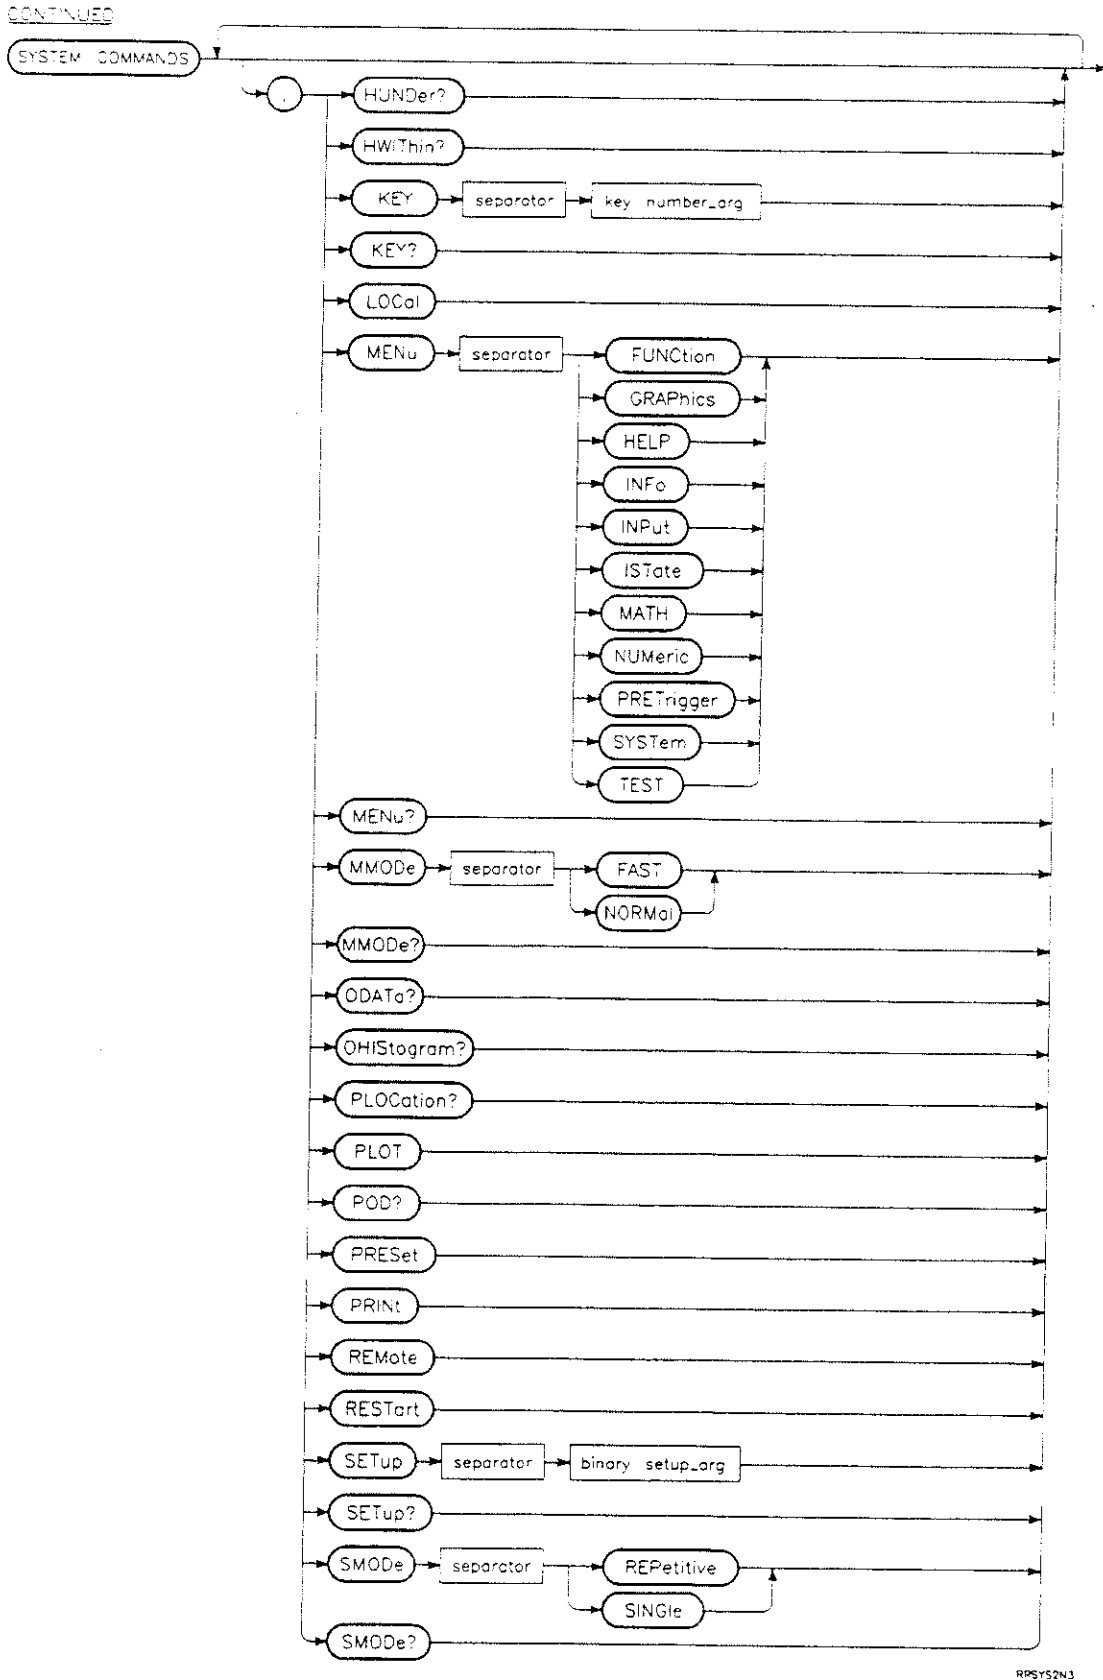 CONTINUED
SYSTEM COMMANDS
HUNDer?
HWIThin?
KEY separator key number_arg
KEY?
LOCal
MENu separator FUNCtion
GRAPhics
HELP
INFo
INPut
ISTate
MATH
NUMeric
PRETrigger
SYSTem
TEST
MENu?
MMODe separator FAST
NORMal
MMODe?
ODATa?
OHIStogram?
PLOCation?
PLOT
POD?
PRESet
PRINt
REMote
RESTart
SETup separator binary setup_arg
SETup?
SMODe separator REPetitive
SINGle
SMODe?
RRSYS2N3